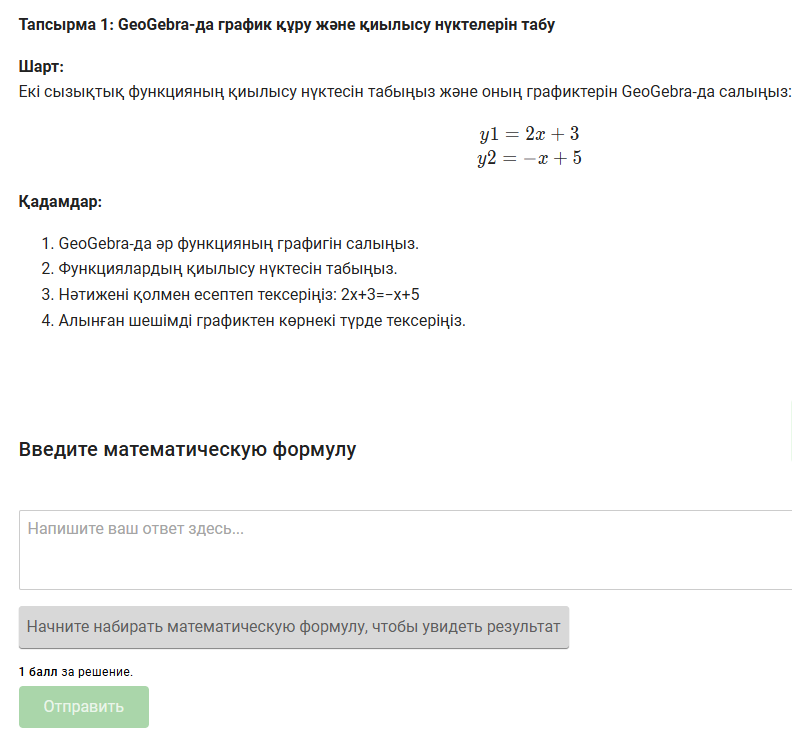 Тапсырма 1: GeoGebra-да график құру және қиылысу нүктелерін табу
Шарт:
Екі сызықтық функцияның қиылысу нүктесін табыңыз және оның графиктерін GeoGebra-да салыңыз:
y1 = 2x + 3
y2 = −x + 5
Қадамдар:
1. GeoGebra-да әр функцияның графигін салыңыз.
2. Функциялардың қиылысу нүктесін табыңыз.
3. Нәтижені қолмен есептеп тексеріңіз: 2x+3=−x+5
4. Алынған шешімді графиктен көрнекі түрде тексеріңіз.
Введите математическую формулу
Напишите ваш ответ здесь...
Начните набирать математическую формулу, чтобы увидеть результат
1 балл за решение.
Отправить